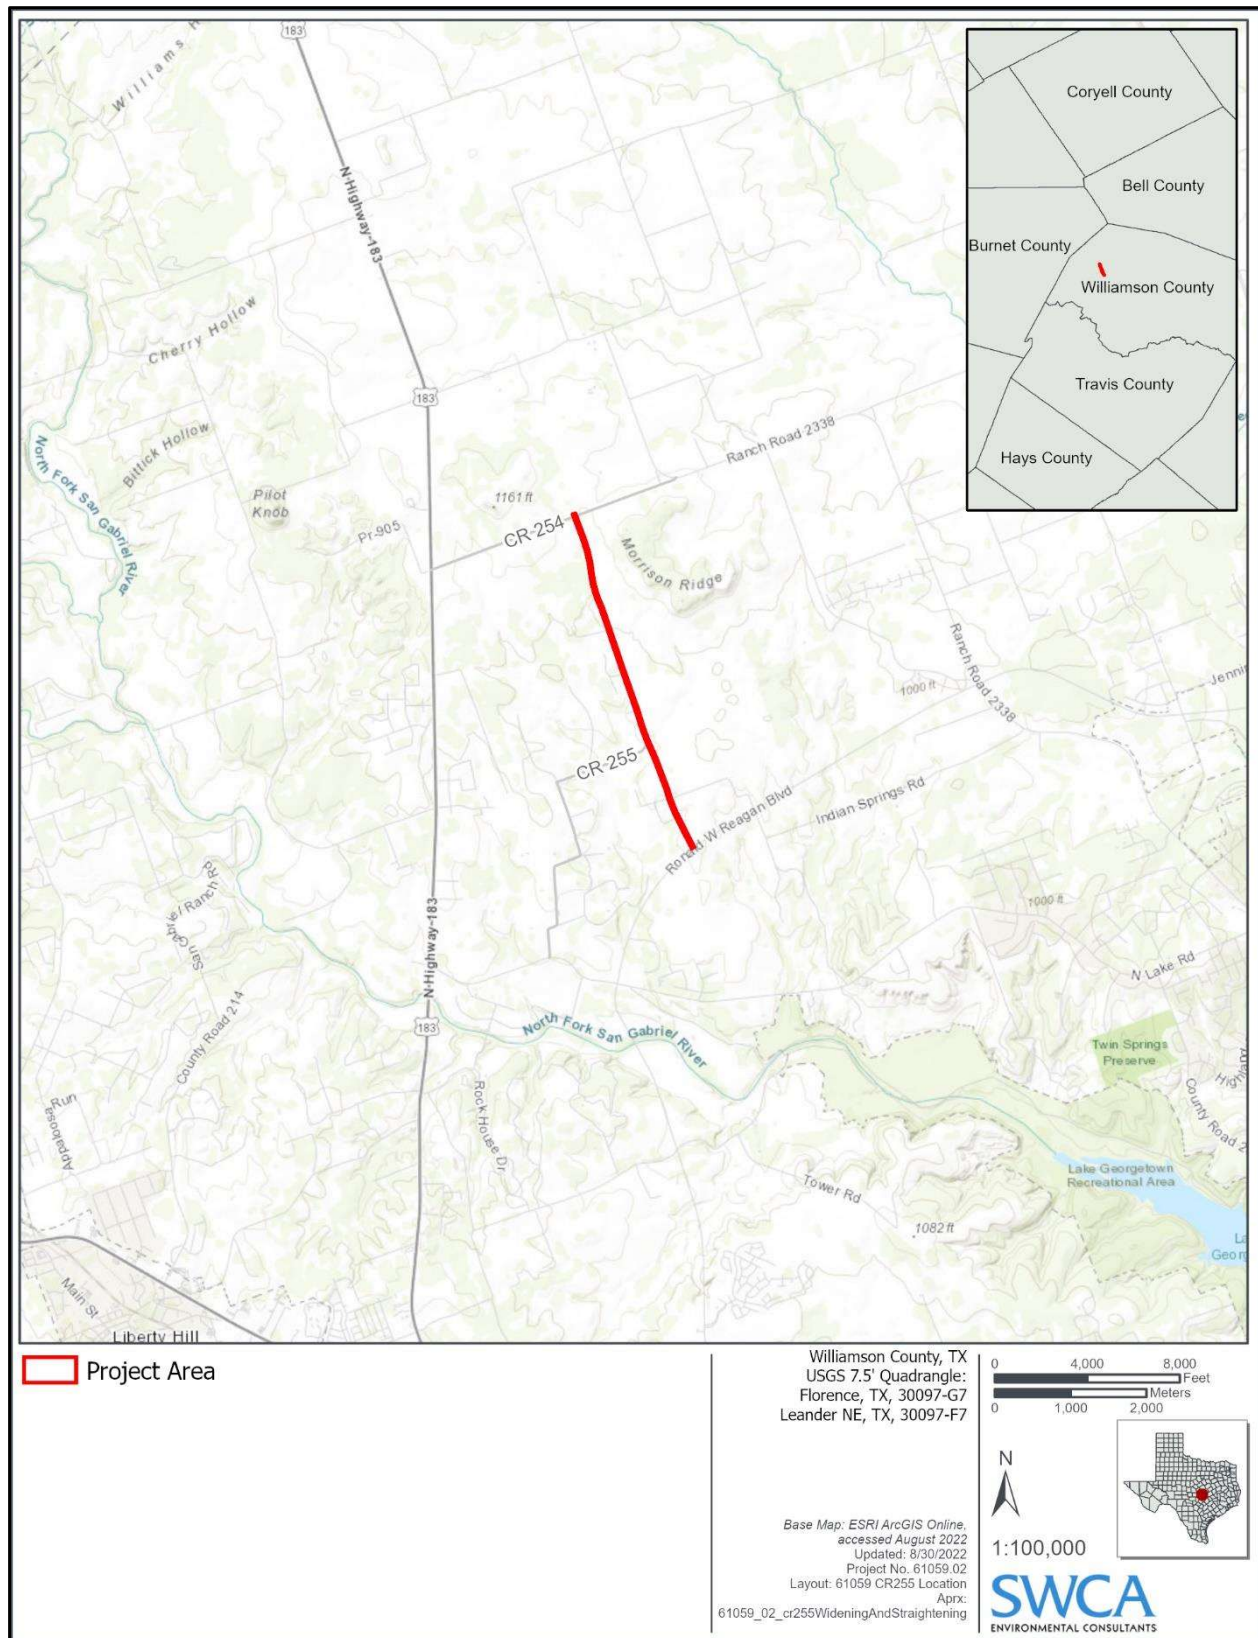 183
Williams H
N-Highway-183
Coryell County
Bell County
Burnet County
Williamson County
Travis County
Hays County
Cherry Hollow
183
Bittick Hollow
North Fork San Gabriel River
Pilot
Knob
Pr-905
1161 ft
Ranch Road 2338
CR-254
Morrison Ridge
Ranch Road 2338
1000 ft
Jennin
CR-255
Ronald W Reagan Blvd
Indian Springs Rd
San Gabriel Ranch Rd
N-Highway-183
1000 ft
N Lake Rd
County Road 214
183
North Fork San Gabriel River
Twin Springs
Preserve
Highland
County Road 2
Appaloosa Run
Rock House Dr
Lake Georgetown
Recreational Area
Tower Rd
1082 ft
La
Georg
Main St
Liberty Hill
Project Area
Williamson County, TX
USGS 7.5' Quadrangle:
Florence, TX, 30097-G7
Leander NE, TX, 30097-F7
0 4,000 8,000
Feet
Meters
0 1,000 2,000
N
1:100,000
Base Map: ESRI ArcGIS Online,
accessed August 2022
Updated: 8/30/2022
Project No. 61059.02
Layout: 61059 CR255 Location
Aprx:
61059_02_cr255WideningAndStraightening
SWCA
ENVIRONMENTAL CONSULTANTS